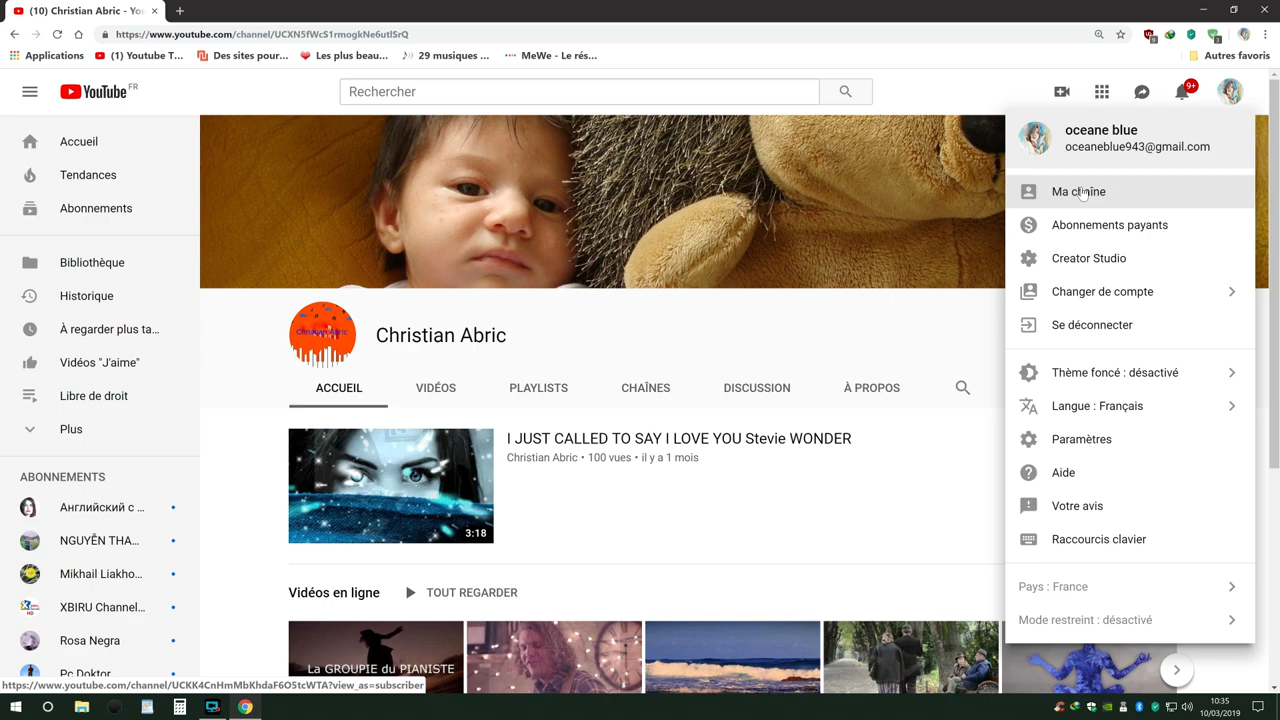 (10) Christian Abric - You
https://www.youtube.com/channel/UCXN5fWcS1rmogkNe6utlSrQ
Applications
(1) Youtube T...
Des sites pour...
Les plus beau...
29 musiques ...
MeWe - Le rés...
Autres favoris
YouTube FR
Rechercher
9+
Accueil
Tendances
Abonnements
Bibliothèque
Historique
À regarder plus ta...
Vidéos "J'aime"
Libre de droit
Plus
ABONNEMENTS
Английский с ...
NGUYỄN THA...
Mikhail Liakho...
XBIRU Channel...
Rosa Negra
Pc Doktor
Christian Abric
Christian Abric
ACCUEIL
VIDÉOS
PLAYLISTS
CHAÎNES
DISCUSSION
À PROPOS
I JUST CALLED TO SAY I LOVE YOU Stevie WONDER
Christian Abric • 100 vues • il y a 1 mois
3:18
Vidéos en ligne
TOUT REGARDER
La GROUPIE du PIANISTE
oceane blue
oceaneblue943@gmail.com
Ma chaîne
Abonnements payants
Creator Studio
Changer de compte
Se déconnecter
Thème foncé : désactivé
Langue : Français
Paramètres
Aide
Votre avis
Raccourcis clavier
Pays : France
Mode restreint : désactivé
https://www.youtube.com/channel/UCKK4CnHmMbKhdaF6O5tcWTA?view_as=subscriber
10:35
10/03/2019